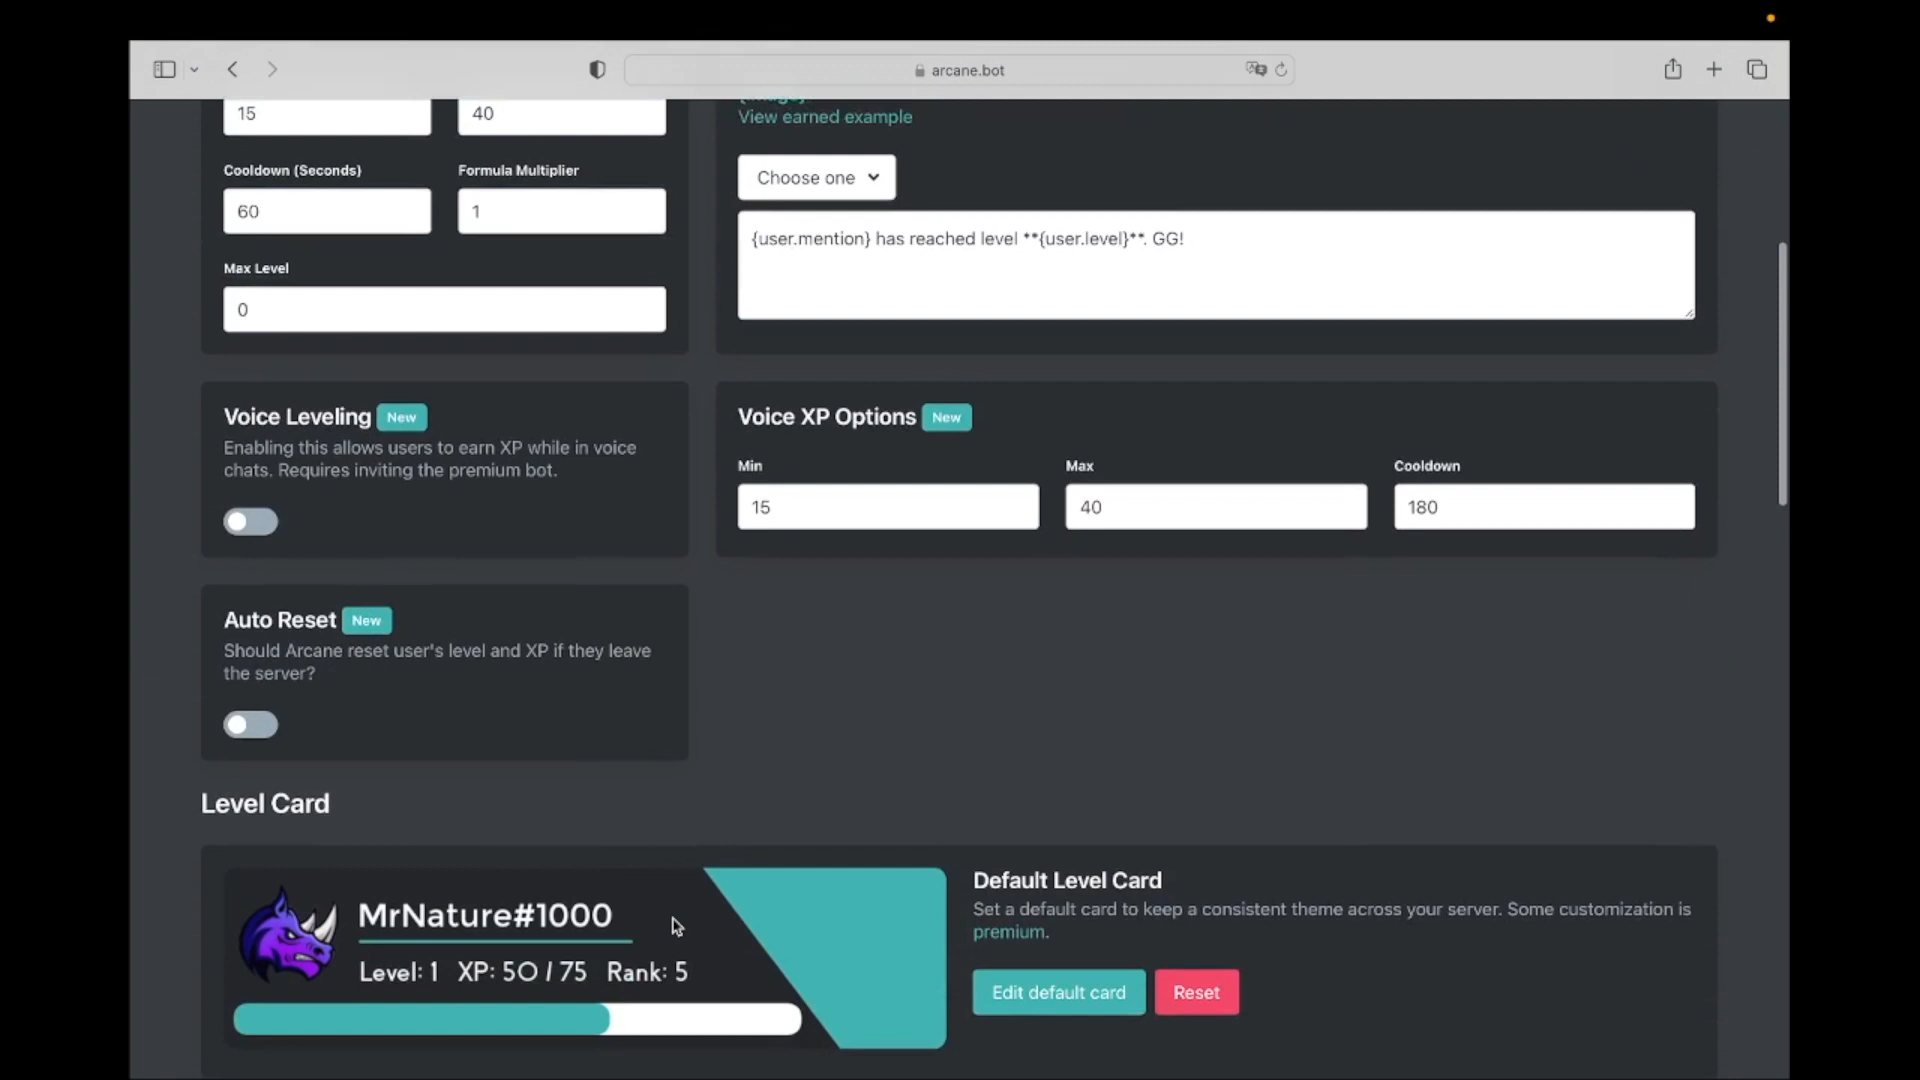 arcane.bot
15
40
View earned example
Cooldown (Seconds)
Formula Multiplier
Choose one
60
1
{user.mention} has reached level **{user.level}**. GG!
Max Level
0
Voice Leveling New
Enabling this allows users to earn XP while in voice
chats. Requires inviting the premium bot.
Voice XP Options New
Min
Max
Cooldown
15
40
180
Auto Reset New
Should Arcane reset user's level and XP if they leave
the server?
Level Card
MrNature#1000
Level: 1 XP: 50 / 75 Rank: 5
Default Level Card
Set a default card to keep a consistent theme across your server. Some customization is
premium.
Edit default card
Reset